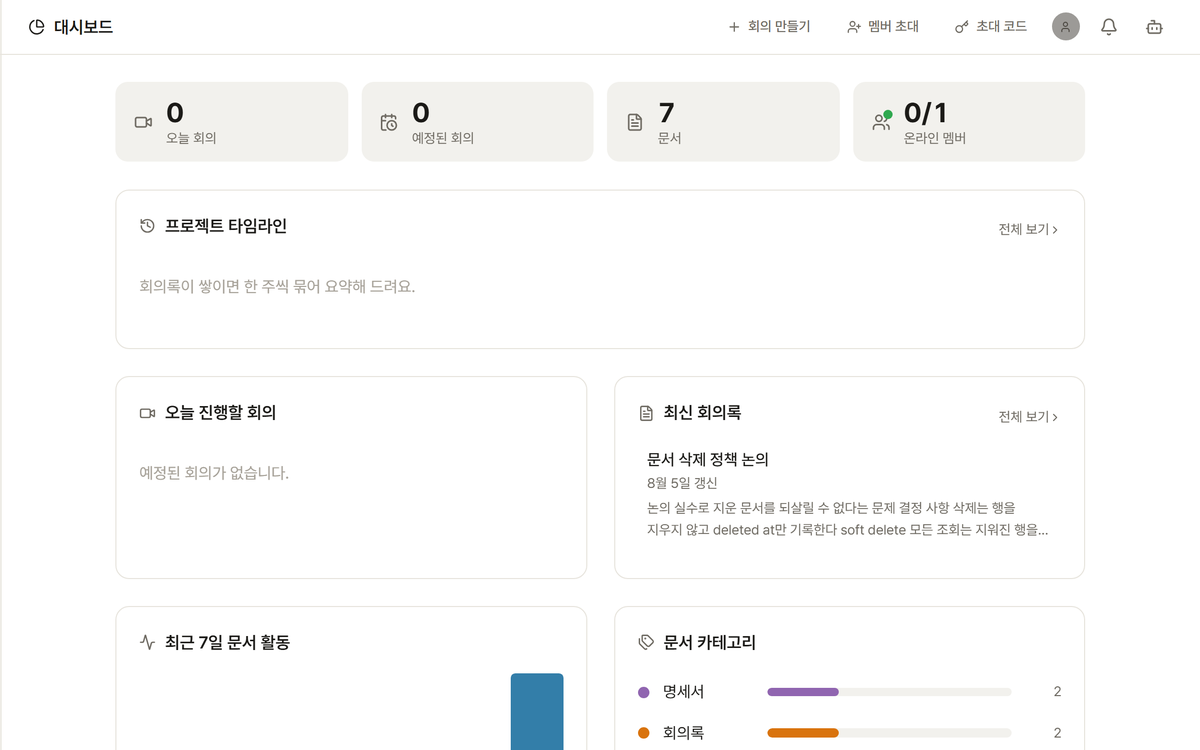 대시보드
회의 만들기
멤버 초대
초대 코드
0
오늘 회의
0
예정된 회의
7
문서
0/1
온라인 멤버
프로젝트 타임라인
전체 보기
회의록이 쌓이면 한 주씩 묶어 요약해 드려요.
오늘 진행할 회의
예정된 회의가 없습니다.
최신 회의록
전체 보기
문서 삭제 정책 논의
8월 5일 갱신
논의 실수로 지운 문서를 되살릴 수 없다는 문제 결정 사항 삭제는 행을
지우지 않고 deleted at만 기록한다 soft delete 모든 조회는 지워진 행을...
최근 7일 문서 활동
문서 카테고리
명세서 2
회의록 2